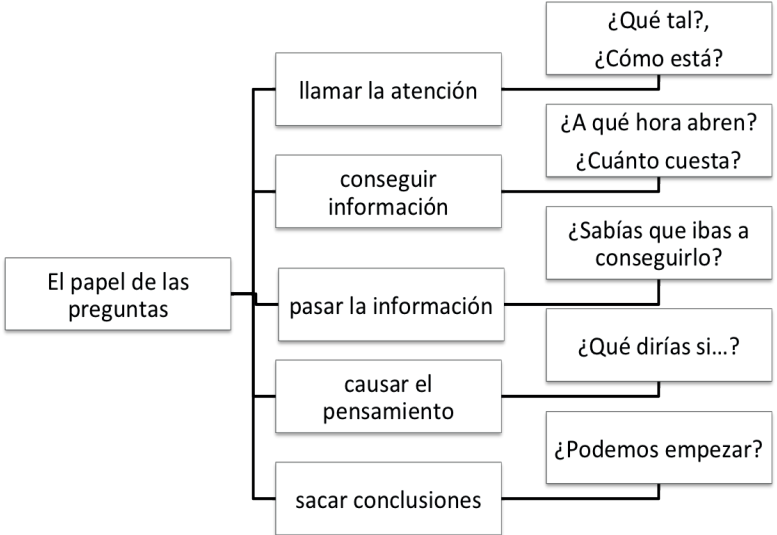 El papel de las
preguntas
llamar la atención
¿Qué tal?,
¿Cómo está?
conseguir
información
¿A qué hora abren?
¿Cuánto cuesta?
pasar la información
¿Sabías que ibas a
conseguirlo?
causar el
pensamiento
¿Qué dirías si...?
sacar conclusiones
¿Podemos empezar?